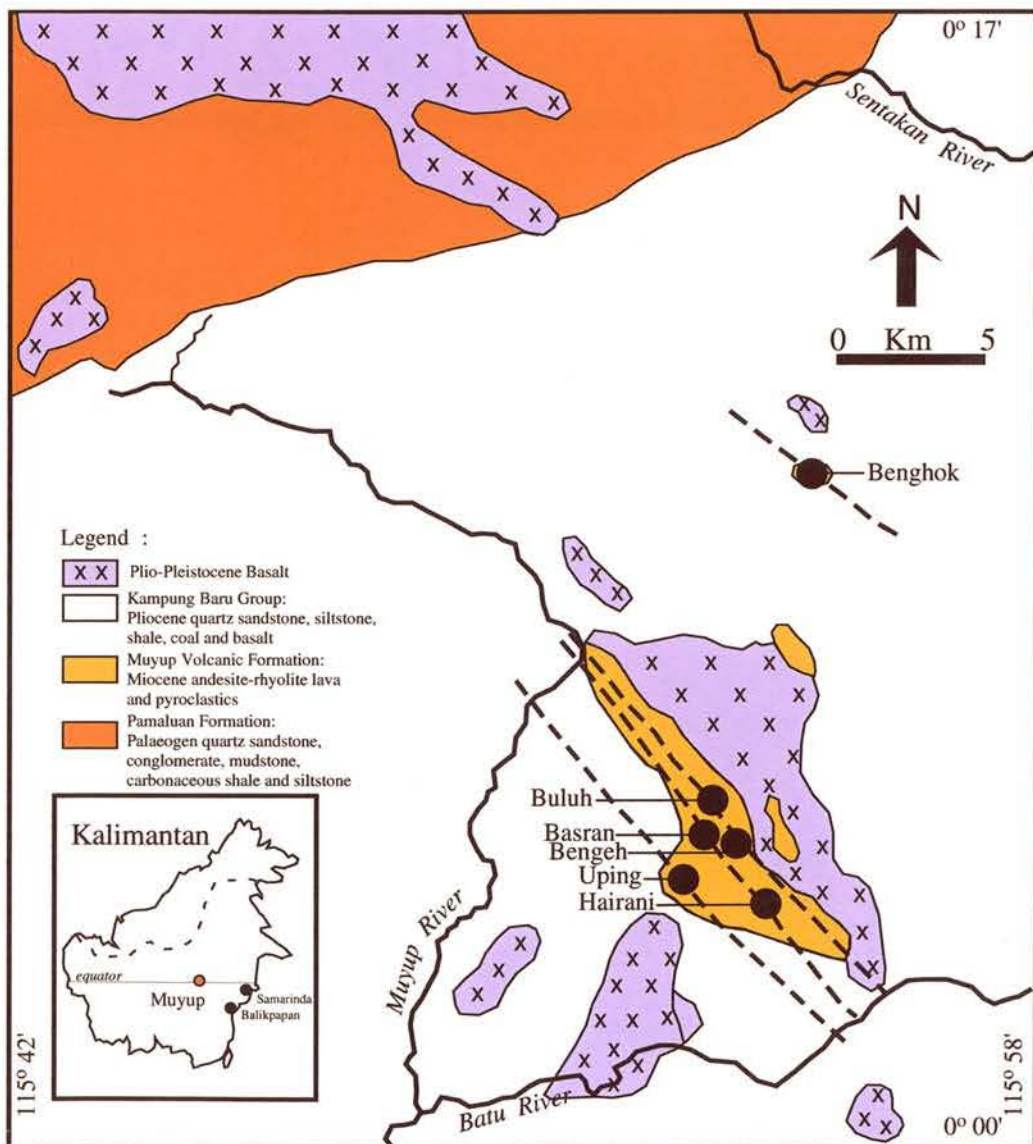 0° 17'
Sentakan River
N
0 Km 5
Benghok
Legend :
X X Plio-Pleistocene Basalt
Kampung Baru Group:
Pliocene quartz sandstone, siltstone,
shale, coal and basalt
Muyup Volcanic Formation:
Miocene andesite-rhyolite lava
and pyroclastics
Pamaluan Formation:
Palaeogen quartz sandstone,
conglomerate, mudstone,
carbonaceous shale and siltstone
Buluh
Basran
Bengeh
Uping
Hairani
Muyup River
Batu River
Kalimantan
equator
Muyup
Samarinda
Balikpapan
115° 42'
115° 58'
0° 00'